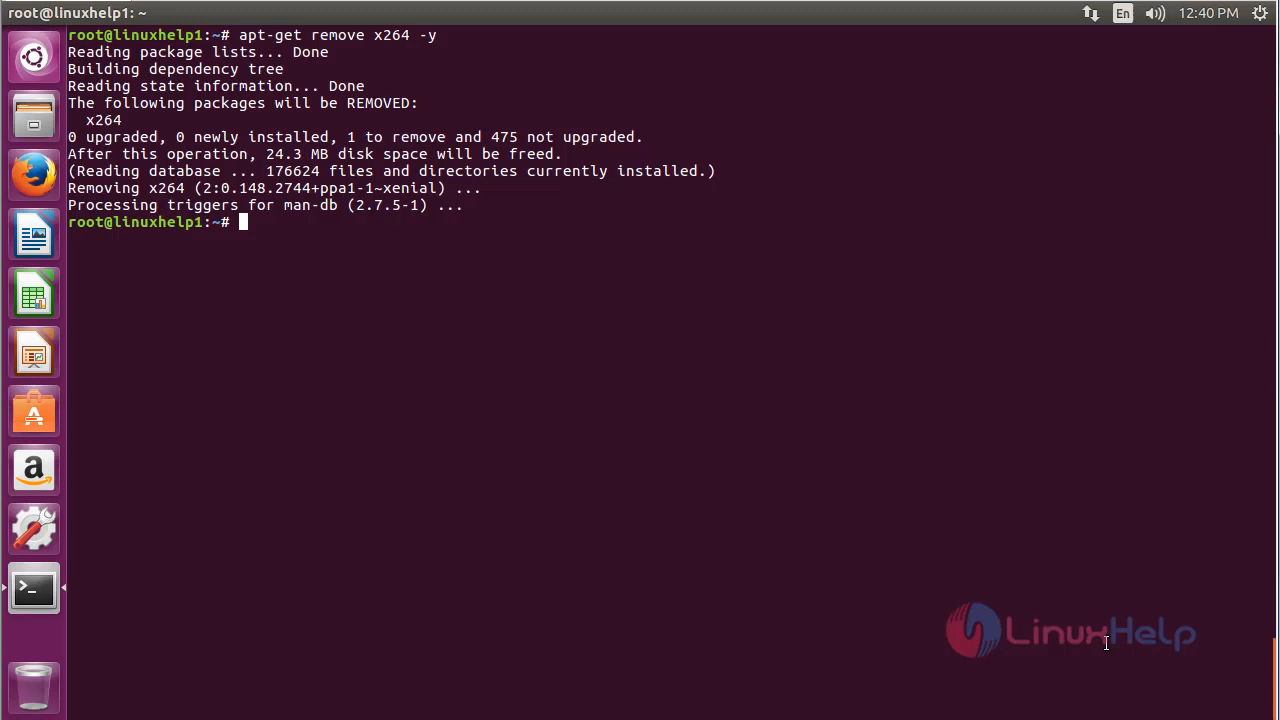 root@linuxhelp1: ~
En
12:40 PM
root@linuxhelp1:~# apt-get remove x264 -y
Reading package lists... Done
Building dependency tree
Reading state information... Done
The following packages will be REMOVED:
  x264
0 upgraded, 0 newly installed, 1 to remove and 475 not upgraded.
After this operation, 24.3 MB disk space will be freed.
(Reading database ... 176624 files and directories currently installed.)
Removing x264 (2:0.148.2744+ppa1-1~xenial) ...
Processing triggers for man-db (2.7.5-1) ...
root@linuxhelp1:~#
LinuxHelp